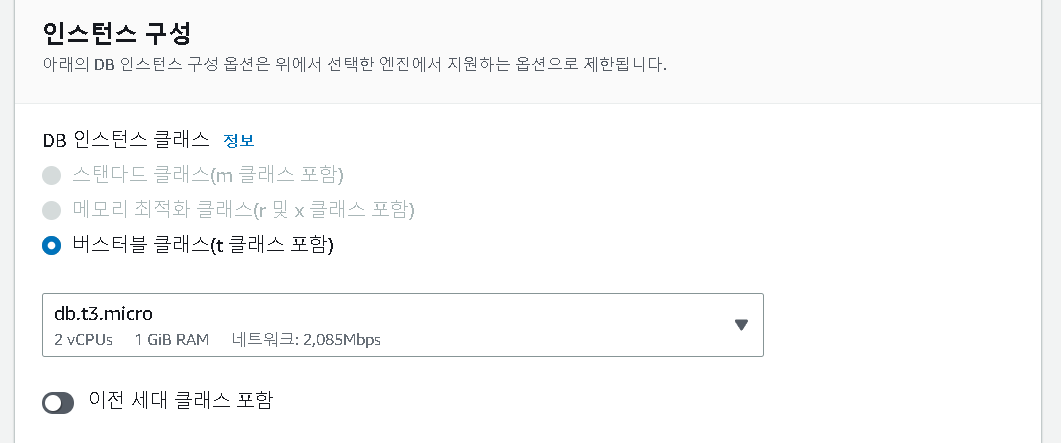 인스턴스 구성
아래의 DB 인스턴스 구성 옵션은 위에서 선택한 엔진에서 지원하는 옵션으로 제한됩니다.
DB 인스턴스 클래스 정보
스탠다드 클래스(m 클래스 포함)
메모리 최적화 클래스(r 및 x 클래스 포함)
버스터블 클래스(t 클래스 포함)
db.t3.micro
2 vCPUs 1 GiB RAM 네트워크: 2,085Mbps
이전 세대 클래스 포함